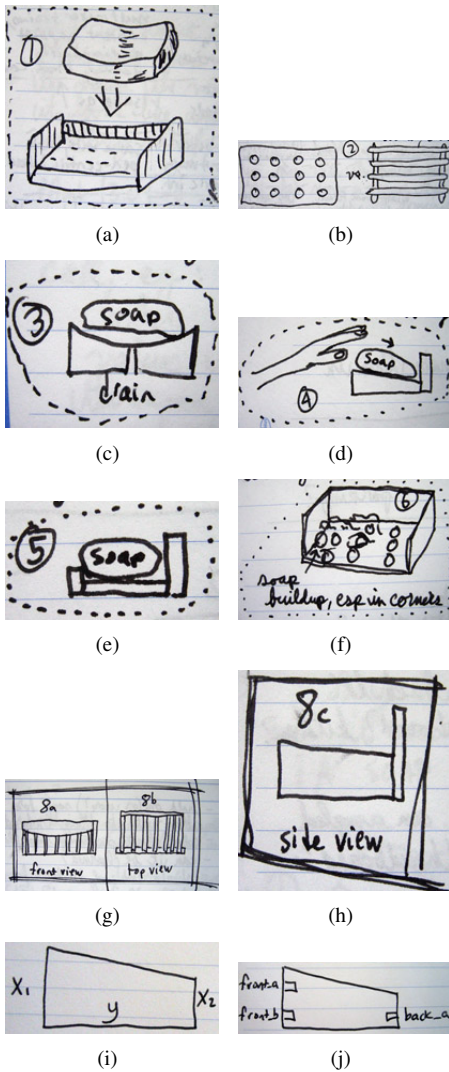 1
(a)
2
vs.
(b)
3
soap
drain
(c)
soap
4
(d)
5
soap
(e)
6
soap
buildup, esp in corners
(f)
8a 8b
front view top view
(g)
8c
site view
(h)
X1 y X2
(i)
front_a
front_b back_a
(j)